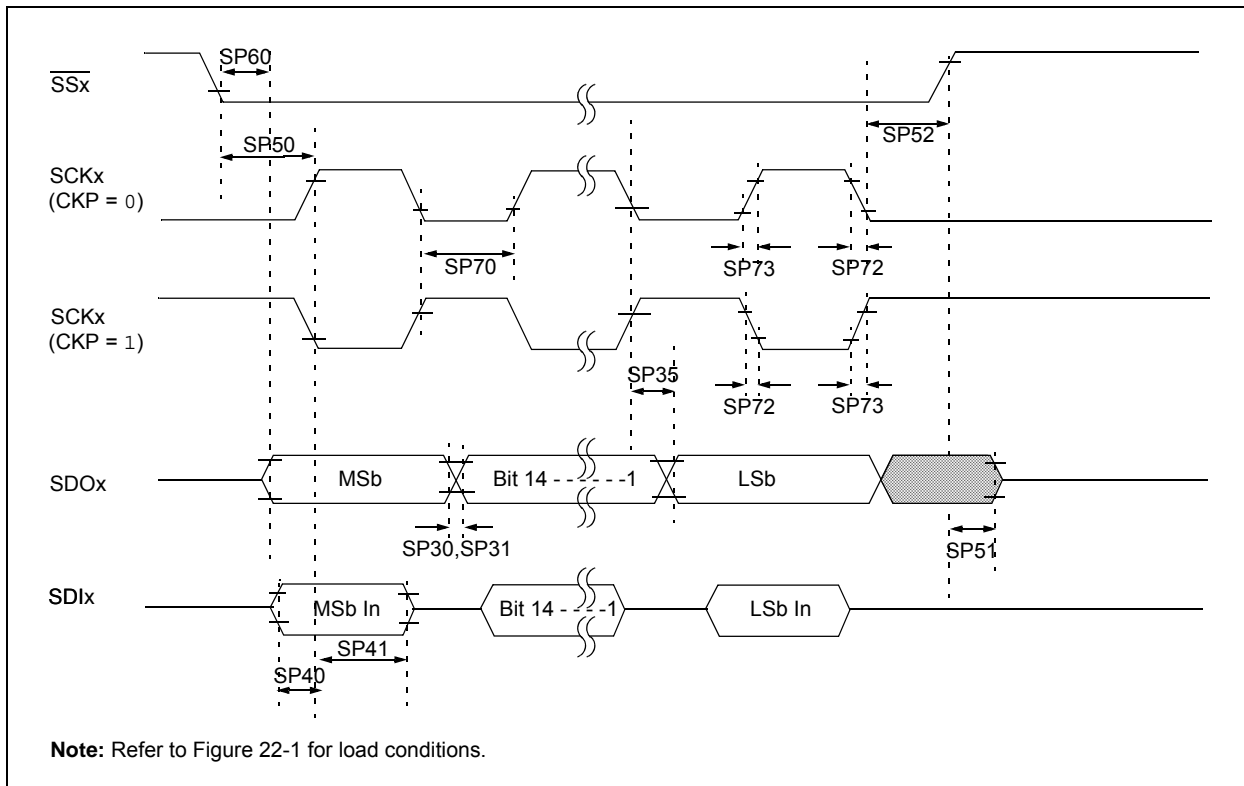 SP60
SSx
SP50
SP52
SCKx
(CKP = 0)
SP70
SP73
SP72
SCKx
(CKP = 1)
SP35
SP72
SP73
SDOx
MSb
Bit 14 - - - - - -1
LSb
SP30,SP31
SP51
SDIx
MSb In
Bit 14 - - - -1
LSb In
SP41
SP40
Note: Refer to Figure 22-1 for load conditions.